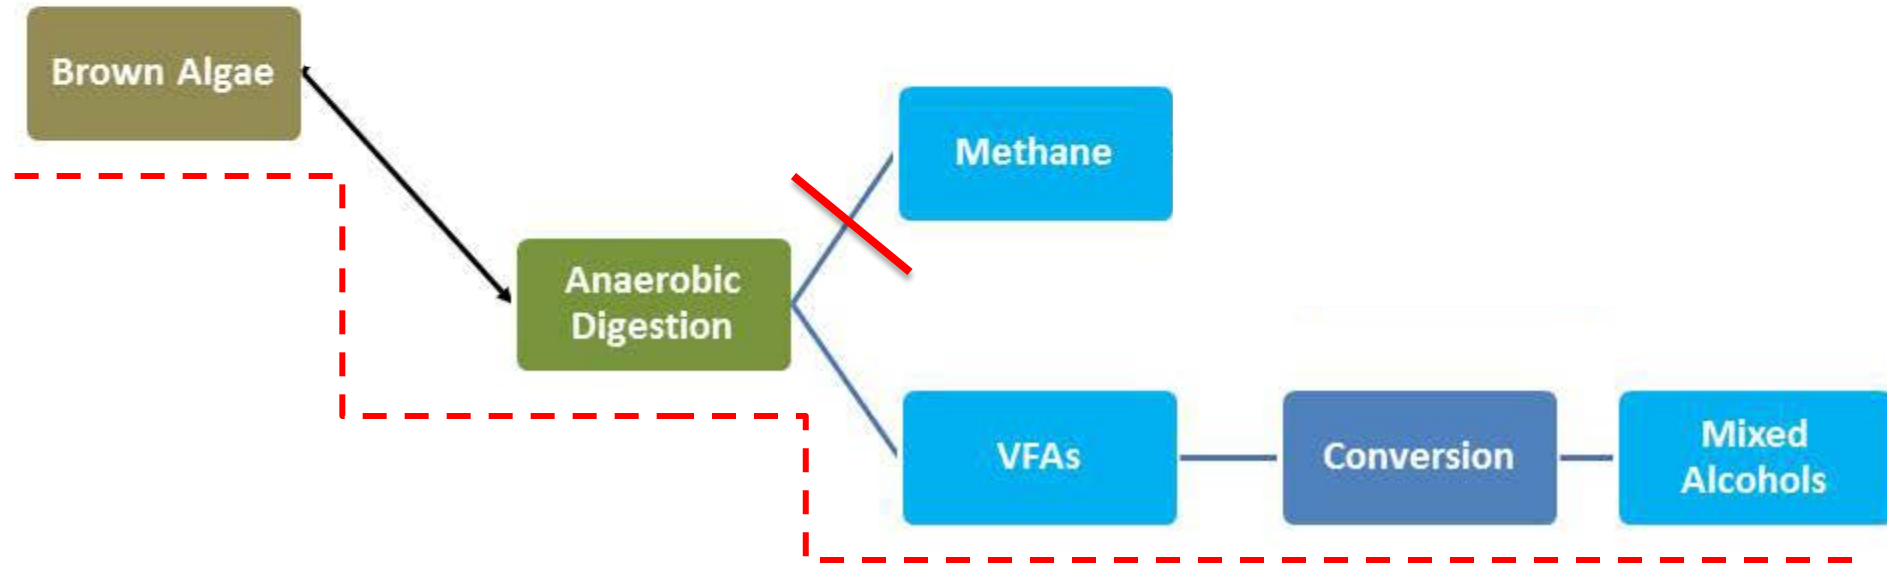 Brown Algae
Methane
Anaerobic
Digestion
VFAs
Conversion
Mixed
Alcohols